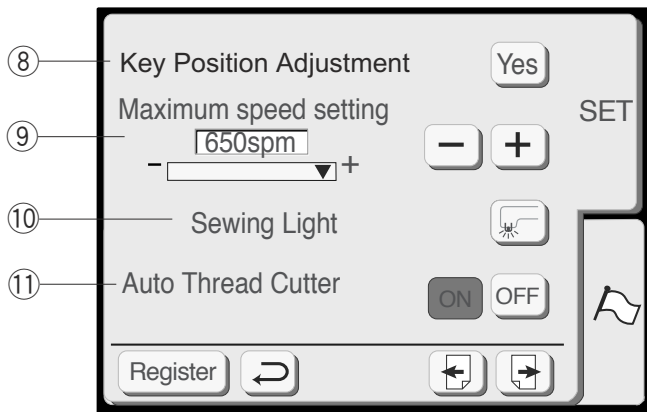 ⑧ Key Position Adjustment Yes
SET
Maximum speed setting
⑨ 650spm
- + − +
⑩ Sewing Light
⑪ Auto Thread Cutter ON OFF
Register